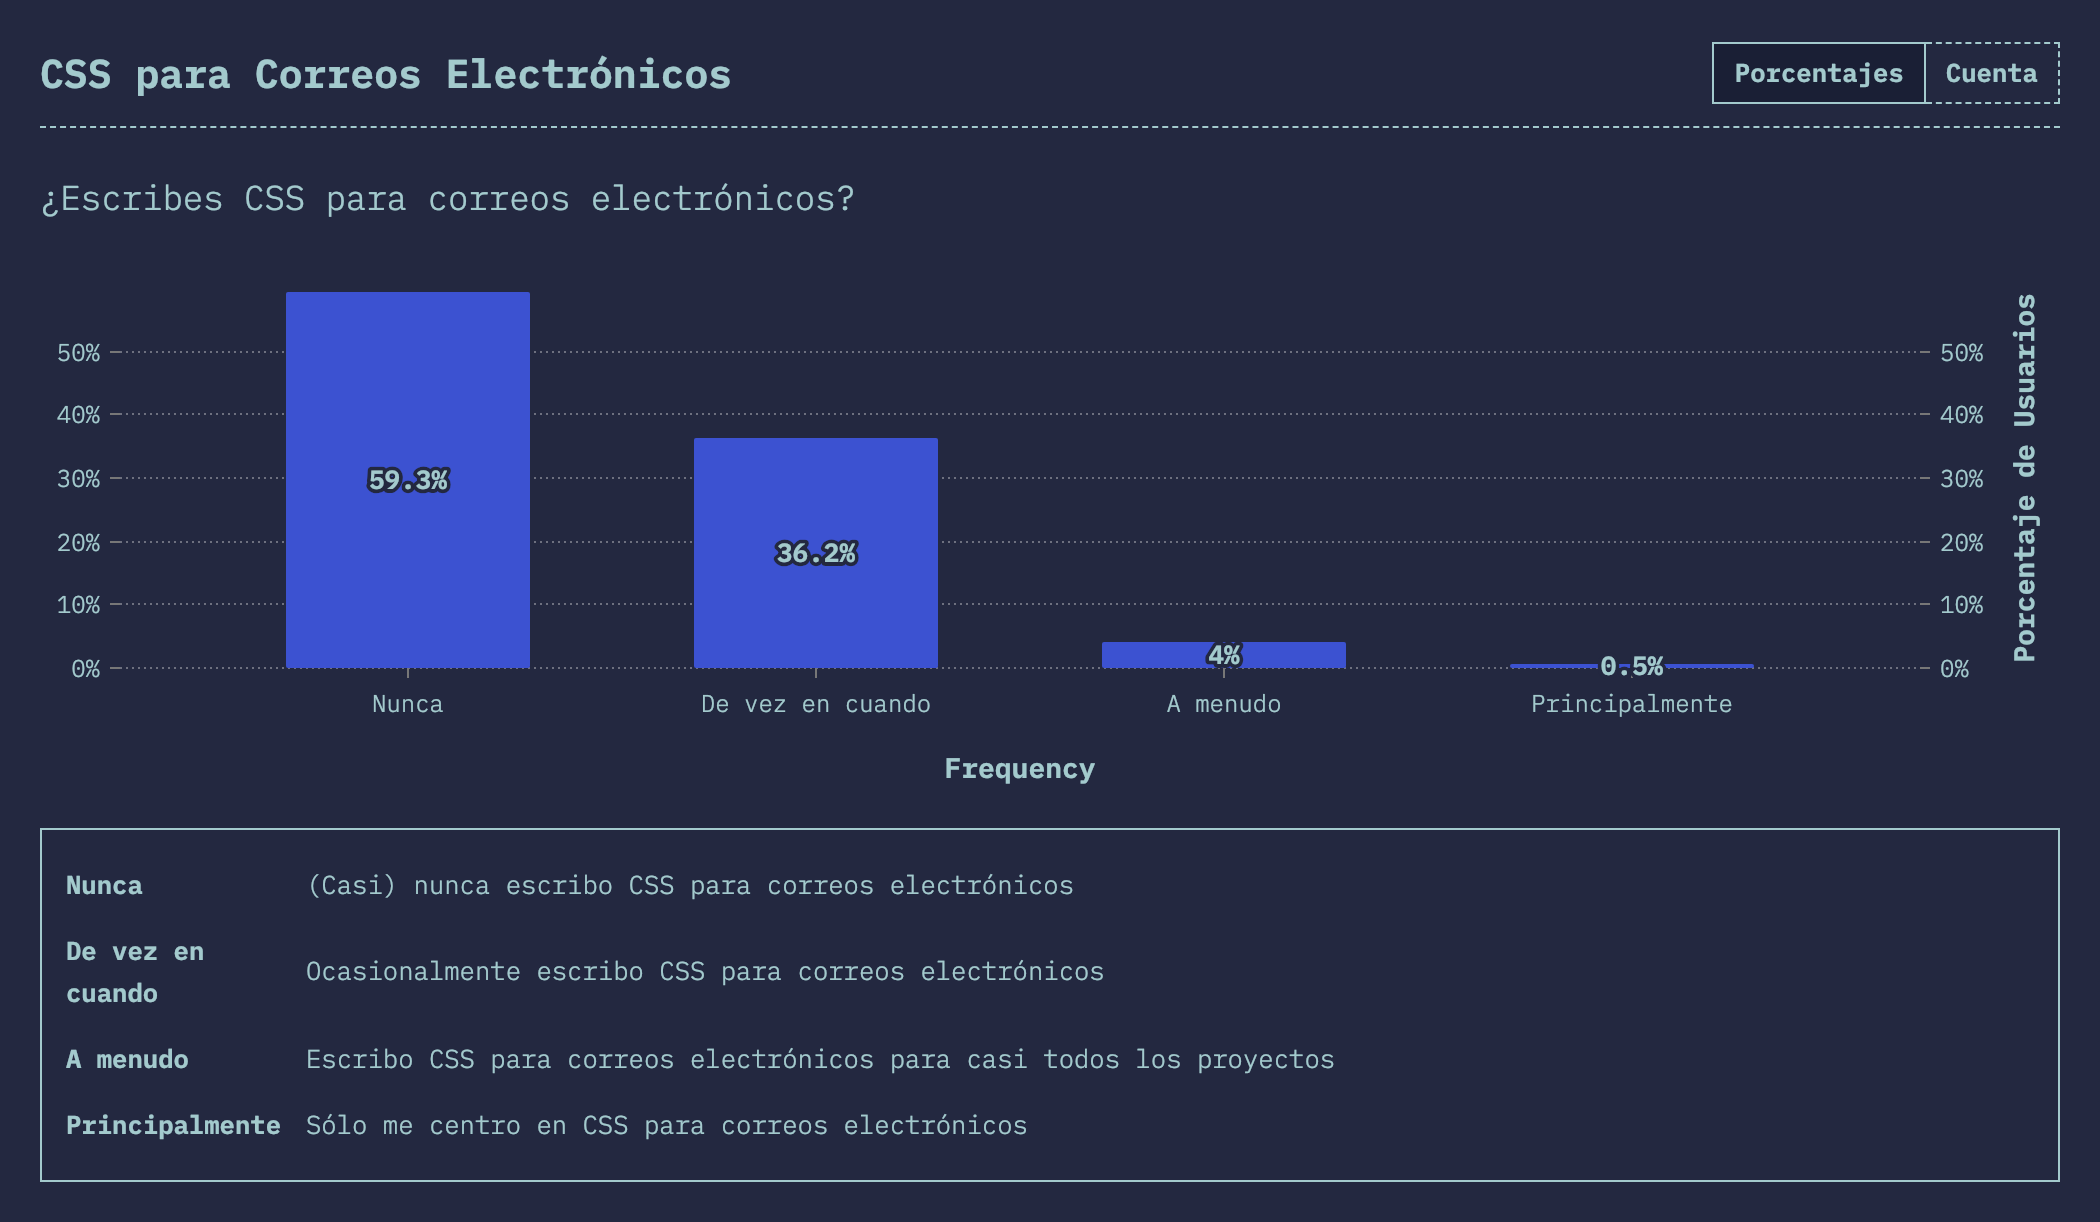 CSS para Correos Electrónicos
Porcentajes Cuenta
¿Escribes CSS para correos electrónicos?
50% 50%
40% 40%
30% 30%
20% 20%
10% 10%
0% 0%
59.3%
36.2%
4%
0.5%
Porcentaje de Usuarios
Nunca De vez en cuando A menudo Principalmente
Frequency
Nunca (Casi) nunca escribo CSS para correos electrónicos
De vez en
cuando
Ocasionalmente escribo CSS para correos electrónicos
A menudo Escribo CSS para correos electrónicos para casi todos los proyectos
Principalmente Sólo me centro en CSS para correos electrónicos